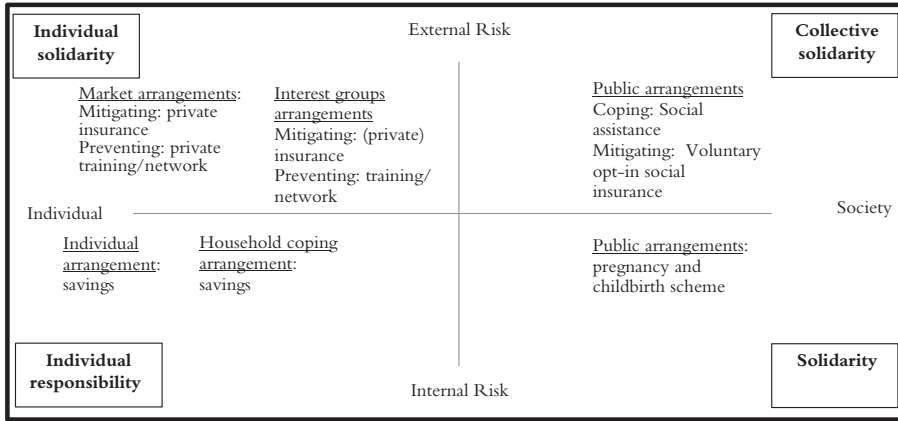 Individual
solidarity
External Risk
Collective
solidarity
Market arrangements:
Mitigating: private
insurance
Preventing: private
training/network
Interest groups
arrangements
Mitigating: (private)
insurance
Preventing: training/
network
Public arrangements
Coping: Social
assistance
Mitigating: Voluntary
opt-in social
insurance
Individual
Society
Individual
arrangement:
savings
Household coping
arrangement:
savings
Public arrangements:
pregnancy and
childbirth scheme
Individual
responsibility
Internal Risk
Solidarity